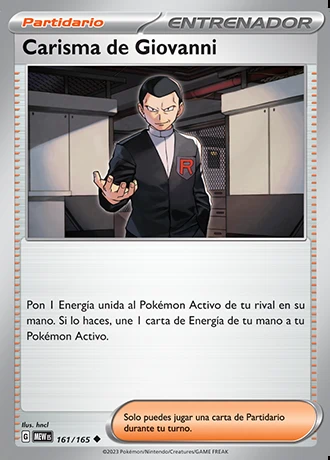 Partidario
ENTRENADOR
Carisma de Giovanni
R
Pon 1 Energía unida al Pokémon Activo de tu rival en su
mano. Si lo haces, une 1 carta de Energía de tu mano a tu
Pokémon Activo.
Ilus. hncl
G MEW ES 161/165
Solo puedes jugar una carta de Partidario
durante tu turno.
©2023 Pokémon/Nintendo/Creatures/GAME FREAK